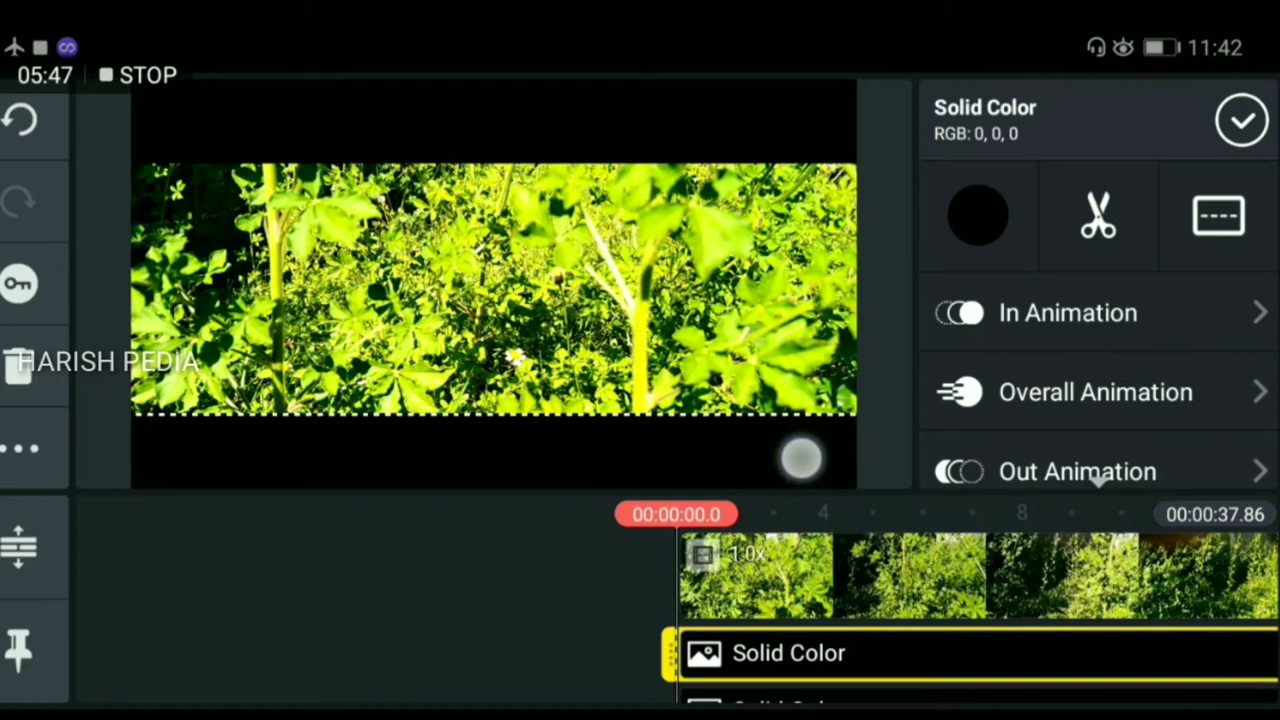 11:42
05:47 STOP
Solid Color
RGB: 0, 0, 0
In Animation
HARISH PEDIA
Overall Animation
Out Animation
00:00:00.0 4 8 00:00:37.86
1.0x
Solid Color